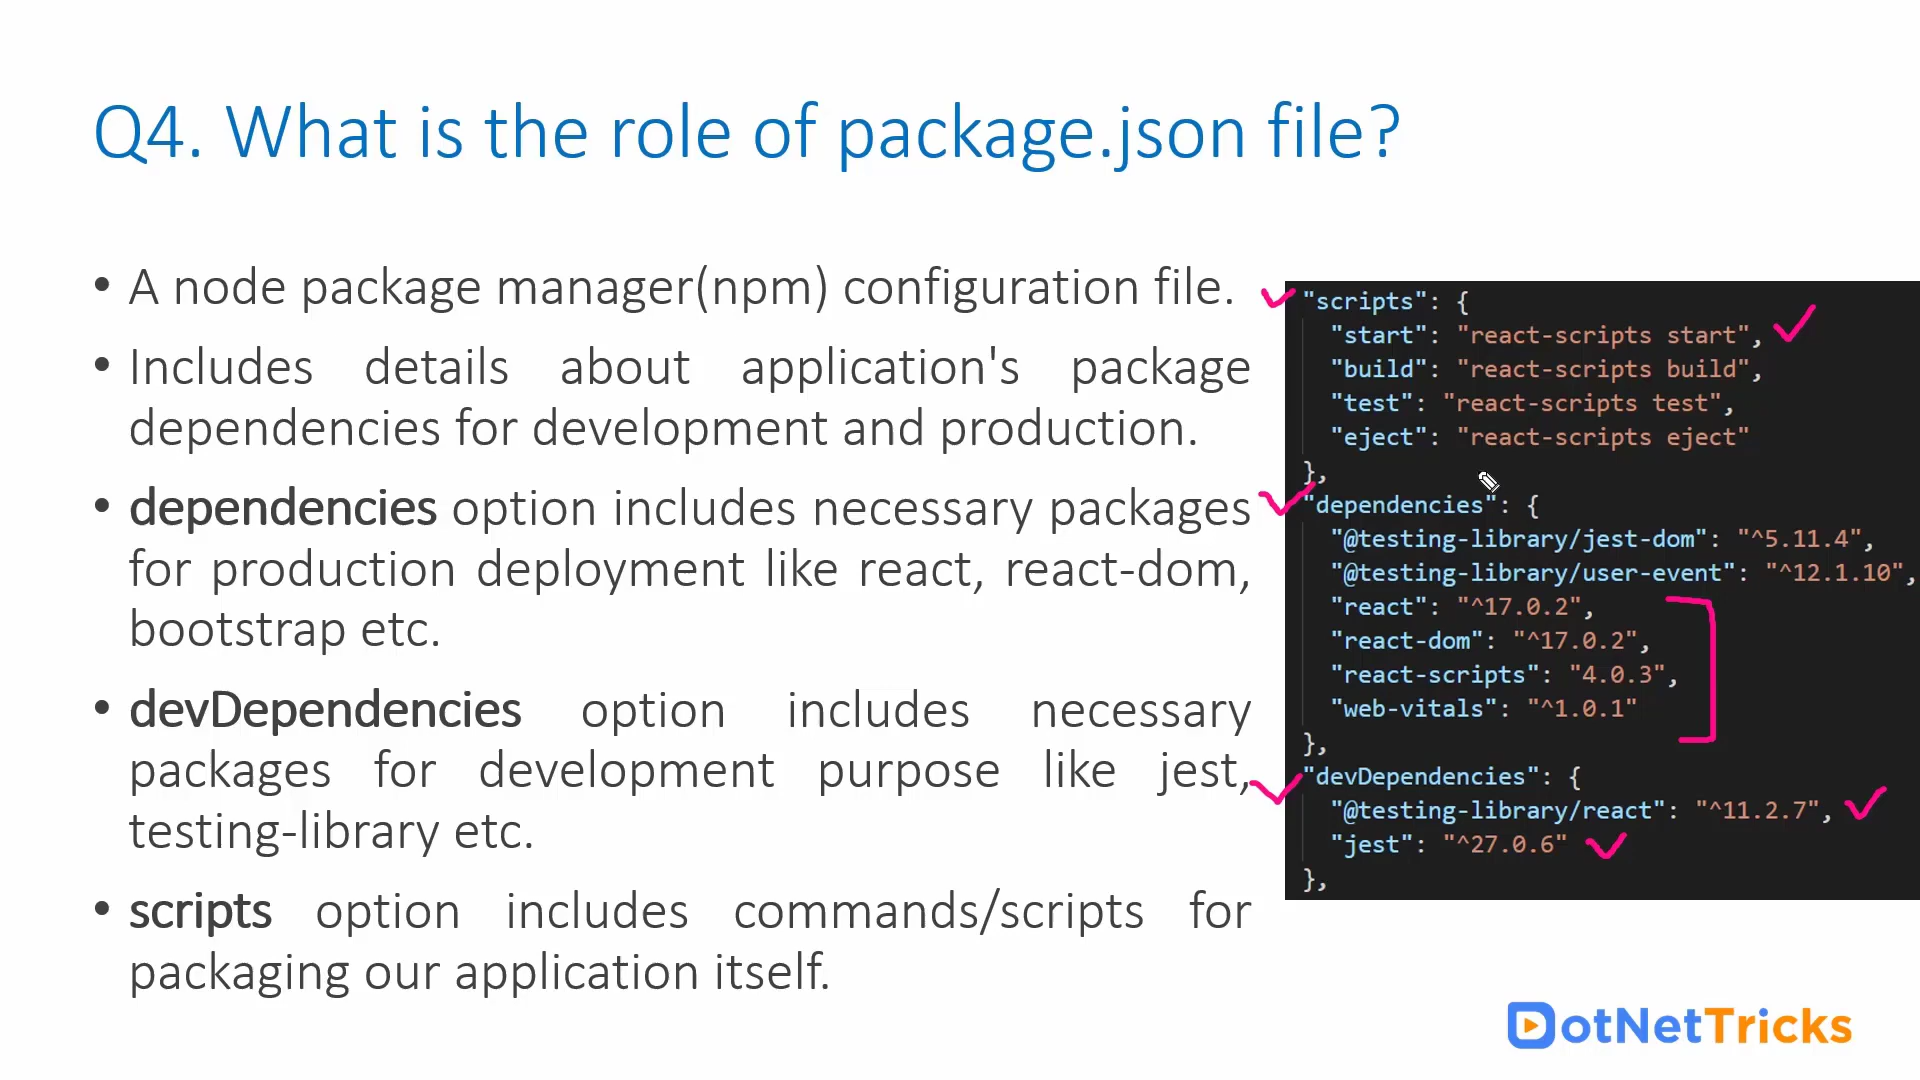 Q4. What is the role of package.json file?
• A node package manager(npm) configuration file.
• Includes details about application's package
dependencies for development and production.
• dependencies option includes necessary packages
for production deployment like react, react-dom,
bootstrap etc.
• devDependencies option includes necessary
packages for development purpose like jest,
testing-library etc.
• scripts option includes commands/scripts for
packaging our application itself.
"scripts": {
"start": "react-scripts start",
"build": "react-scripts build",
"test": "react-scripts test",
"eject": "react-scripts eject"
},
"dependencies": {
"@testing-library/jest-dom": "^5.11.4",
"@testing-library/user-event": "^12.1.10",
"react": "^17.0.2",
"react-dom": "^17.0.2",
"react-scripts": "4.0.3",
"web-vitals": "^1.0.1"
},
"devDependencies": {
"@testing-library/react": "^11.2.7",
"jest": "^27.0.6"
},
DotNetTricks